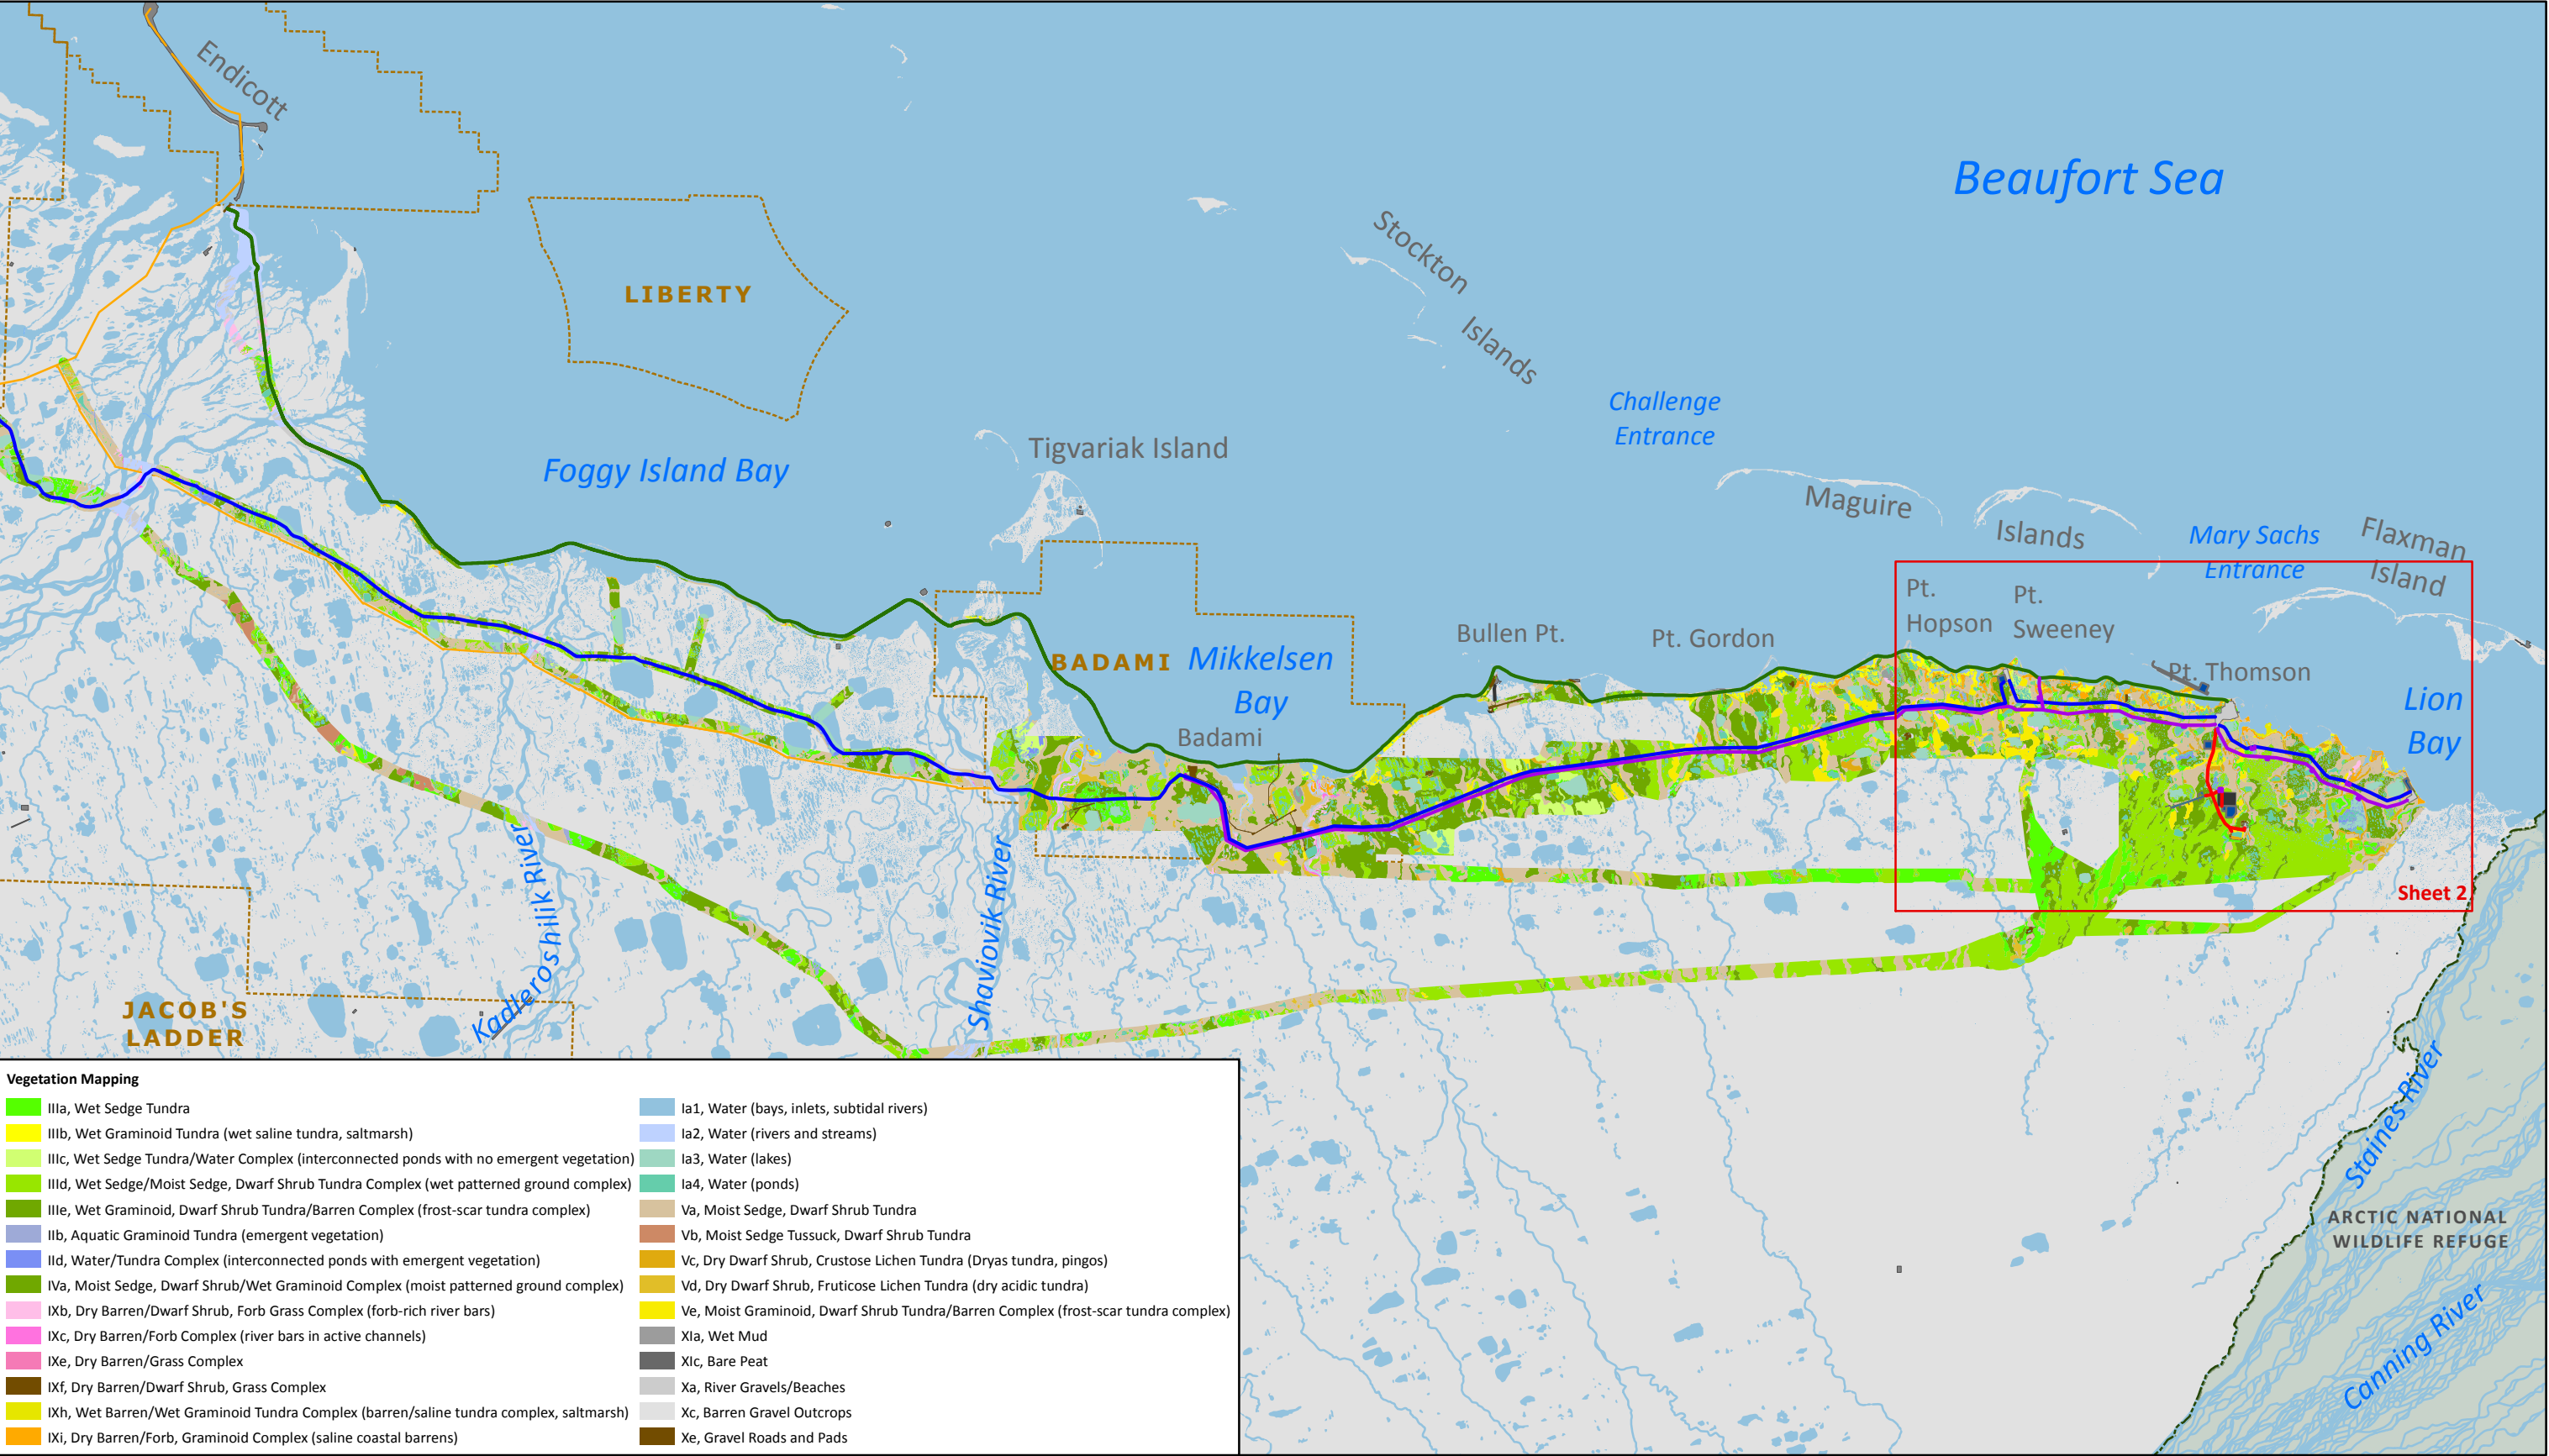 Endicott
Beaufort Sea
Stockton
Islands
LIBERTY
Challenge
Entrance
Foggy Island Bay
Tigvariak Island
Maguire
Islands
Mary Sachs
Entrance
Flaxman
Island
Pt.
Hopson
Pt.
Sweeney
Bullen Pt.
Pt. Gordon
BADAMI
Mikkelsen
Bay
Pt. Thomson
Lion
Bay
Badami
Sheet 2
Kadleroshilik River
Shaviovik River
JACOB'S
LADDER
Staines River
ARCTIC NATIONAL
WILDLIFE REFUGE
Canning River
Vegetation Mapping
IIIa, Wet Sedge Tundra
IIIb, Wet Graminoid Tundra (wet saline tundra, saltmarsh)
IIIc, Wet Sedge Tundra/Water Complex (interconnected ponds with no emergent vegetation)
IIId, Wet Sedge/Moist Sedge, Dwarf Shrub Tundra Complex (wet patterned ground complex)
IIIe, Wet Graminoid, Dwarf Shrub Tundra/Barren Complex (frost-scar tundra complex)
IIb, Aquatic Graminoid Tundra (emergent vegetation)
IId, Water/Tundra Complex (interconnected ponds with emergent vegetation)
IVa, Moist Sedge, Dwarf Shrub/Wet Graminoid Complex (moist patterned ground complex)
IXb, Dry Barren/Dwarf Shrub, Forb Grass Complex (forb-rich river bars)
IXc, Dry Barren/Forb Complex (river bars in active channels)
IXe, Dry Barren/Grass Complex
IXf, Dry Barren/Dwarf Shrub, Grass Complex
IXh, Wet Barren/Wet Graminoid Tundra Complex (barren/saline tundra complex, saltmarsh)
IXi, Dry Barren/Forb, Graminoid Complex (saline coastal barrens)
Ia1, Water (bays, inlets, subtidal rivers)
Ia2, Water (rivers and streams)
Ia3, Water (lakes)
Ia4, Water (ponds)
Va, Moist Sedge, Dwarf Shrub Tundra
Vb, Moist Sedge Tussuck, Dwarf Shrub Tundra
Vc, Dry Dwarf Shrub, Crustose Lichen Tundra (Dryas tundra, pingos)
Vd, Dry Dwarf Shrub, Fruticose Lichen Tundra (dry acidic tundra)
Ve, Moist Graminoid, Dwarf Shrub Tundra/Barren Complex (frost-scar tundra complex)
XIa, Wet Mud
XIc, Bare Peat
Xa, River Gravels/Beaches
Xc, Barren Gravel Outcrops
Xe, Gravel Roads and Pads